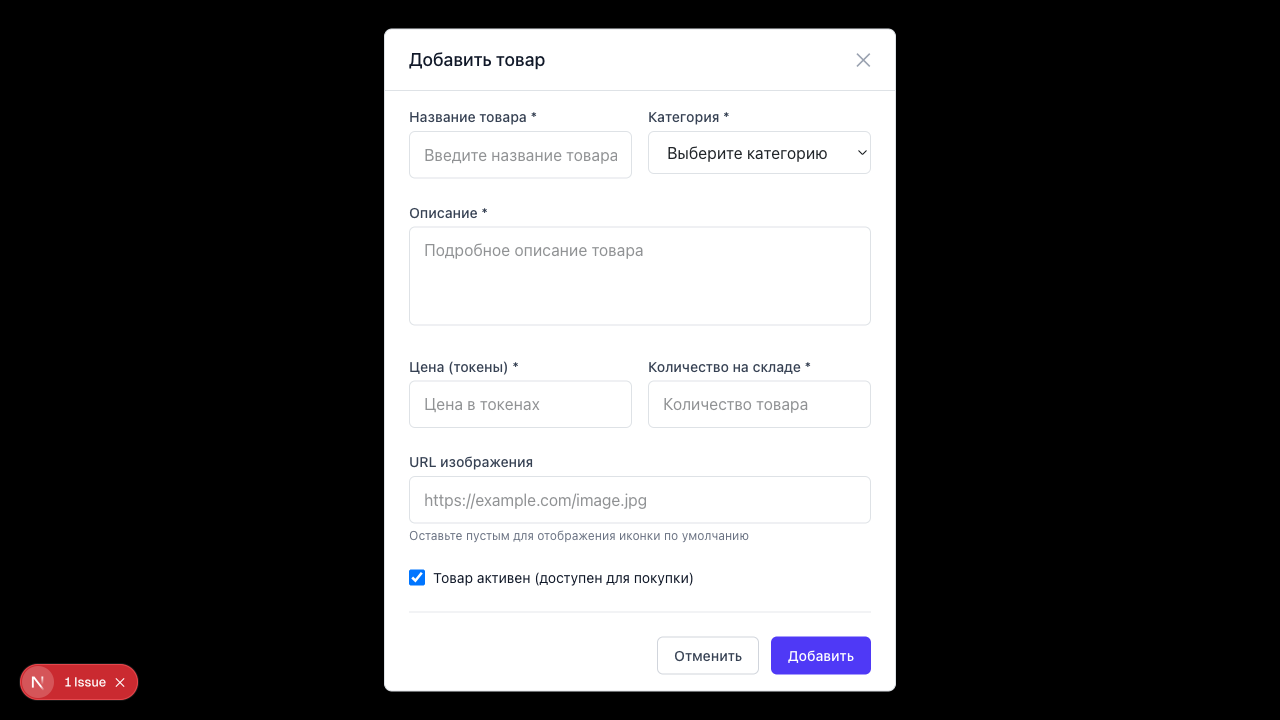 Добавить товар
Название товара *
Категория *
Введите название товара
Выберите категорию
Описание *
Подробное описание товара
Цена (токены) *
Количество на складе *
Цена в токенах
Количество товара
URL изображения
https://example.com/image.jpg
Оставьте пустым для отображения иконки по умолчанию
Товар активен (доступен для покупки)
Отменить
Добавить
N
1 Issue